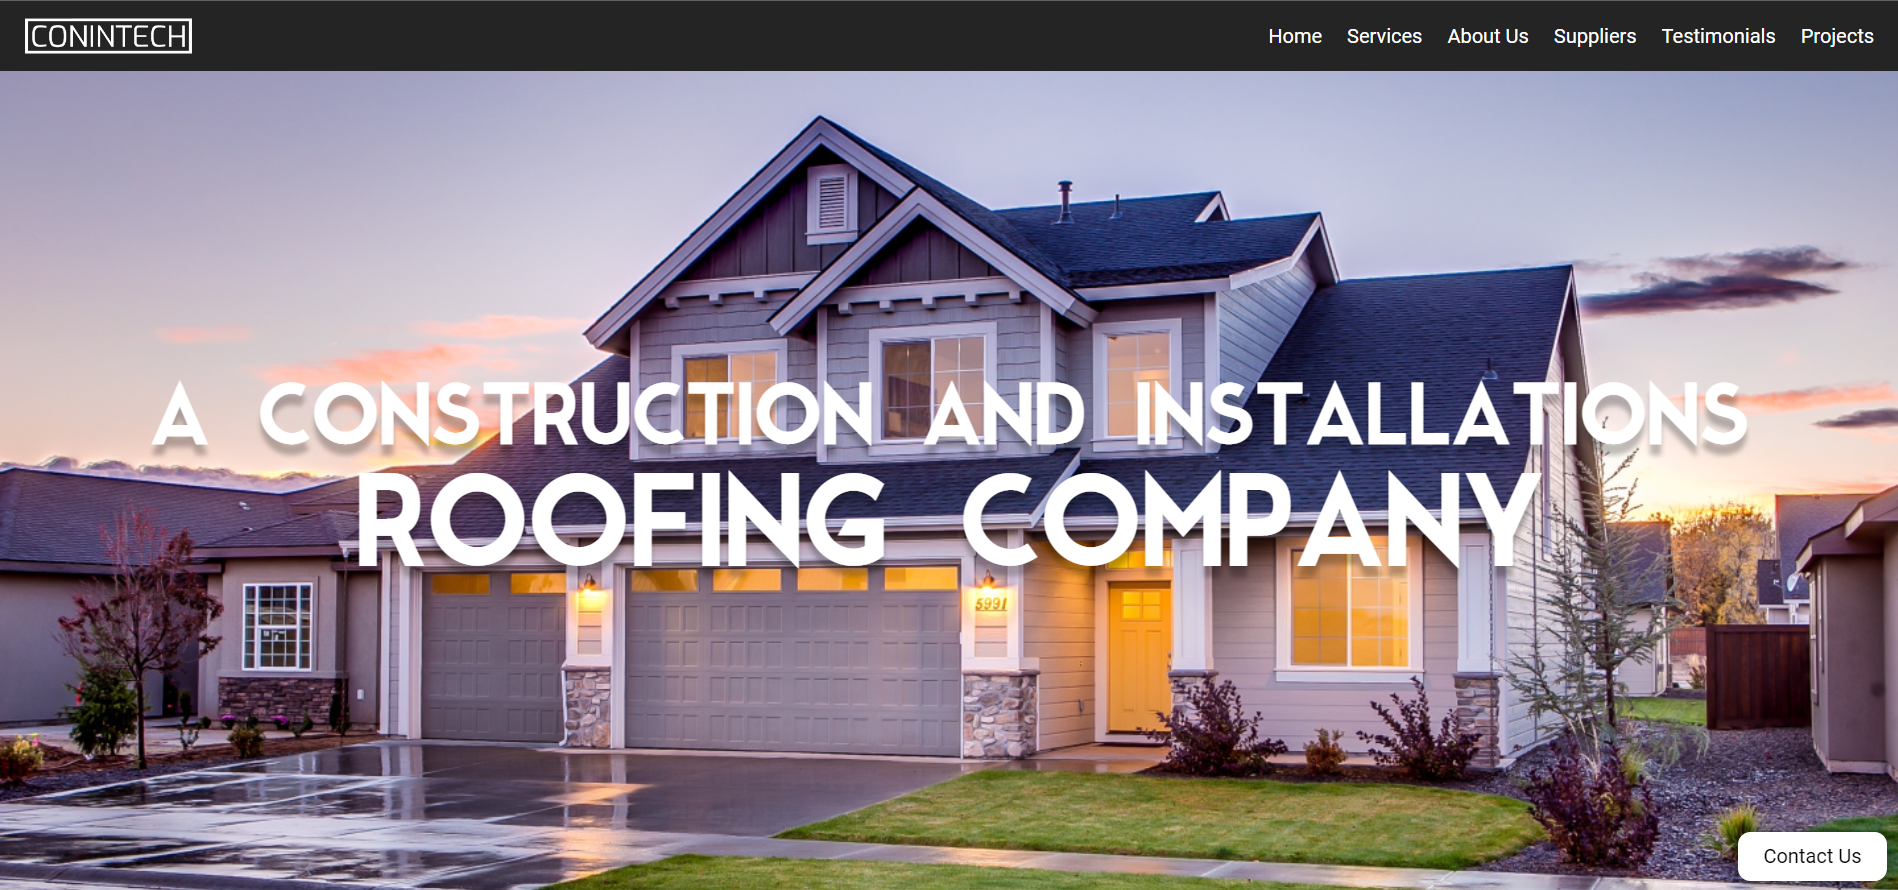 CONINTECH
Home Services About Us Suppliers Testimonials Projects
A CONSTRUCTION AND INSTALLATIONS
ROOFING COMPANY
5991
Contact Us